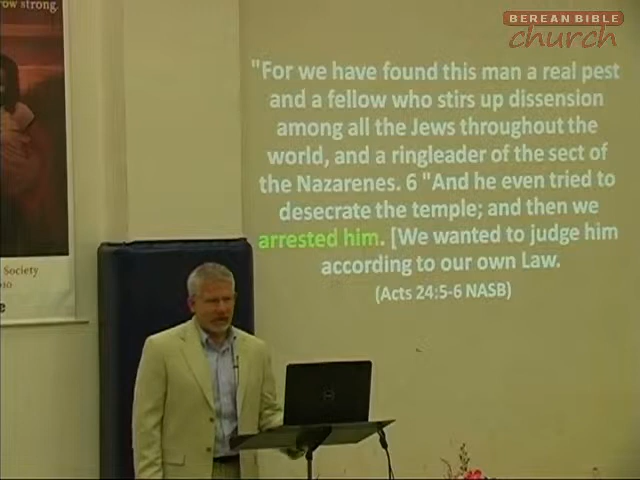 ow strong.
BEREAN BIBLE
church
"For we have found this man a real pest
and a fellow who stirs up dissension
among all the Jews throughout the
world, and a ringleader of the sect of
the Nazarenes. 6 "And he even tried to
desecrate the temple; and then we
arrested him. [We wanted to judge him
according to our own Law.
(Acts 24:5-6 NASB)
Society
DELL